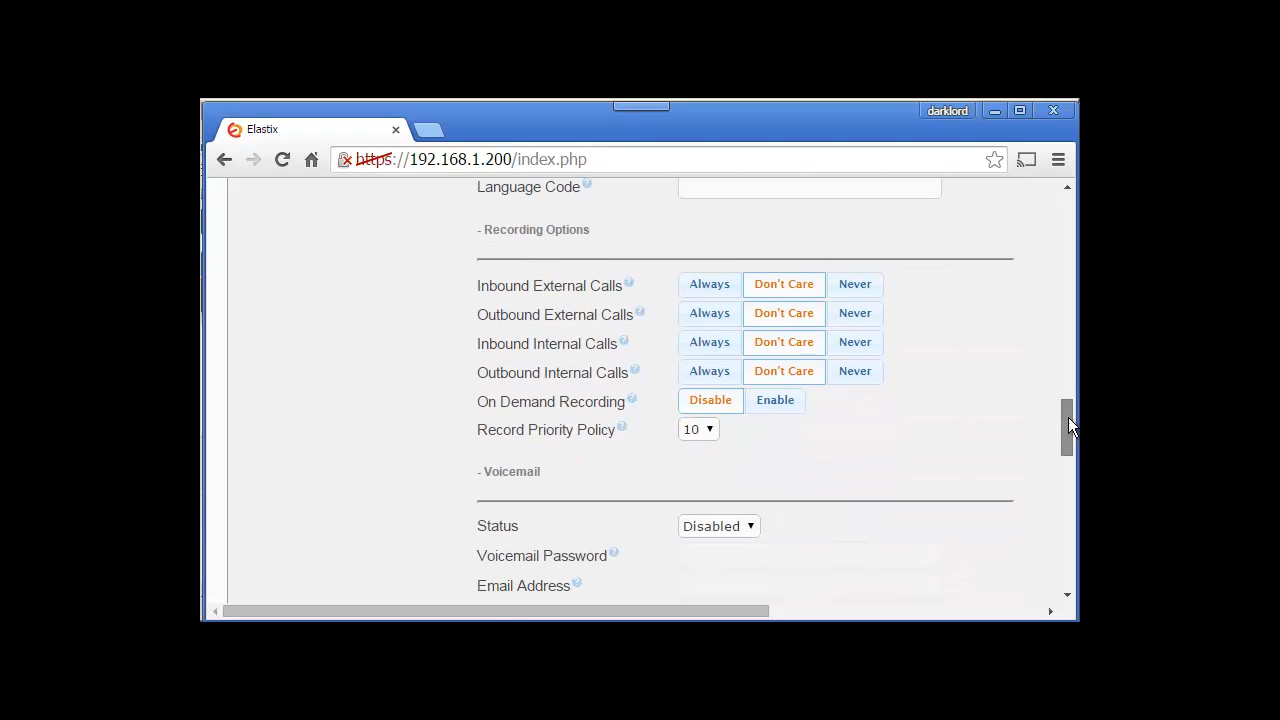 darklord
Elastix
https://192.168.1.200/index.php
Language Code
- Recording Options
Inbound External Calls Always Don't Care Never
Outbound External Calls Always Don't Care Never
Inbound Internal Calls Always Don't Care Never
Outbound Internal Calls Always Don't Care Never
On Demand Recording Disable Enable
Record Priority Policy 10
- Voicemail
Status Disabled
Voicemail Password
Email Address